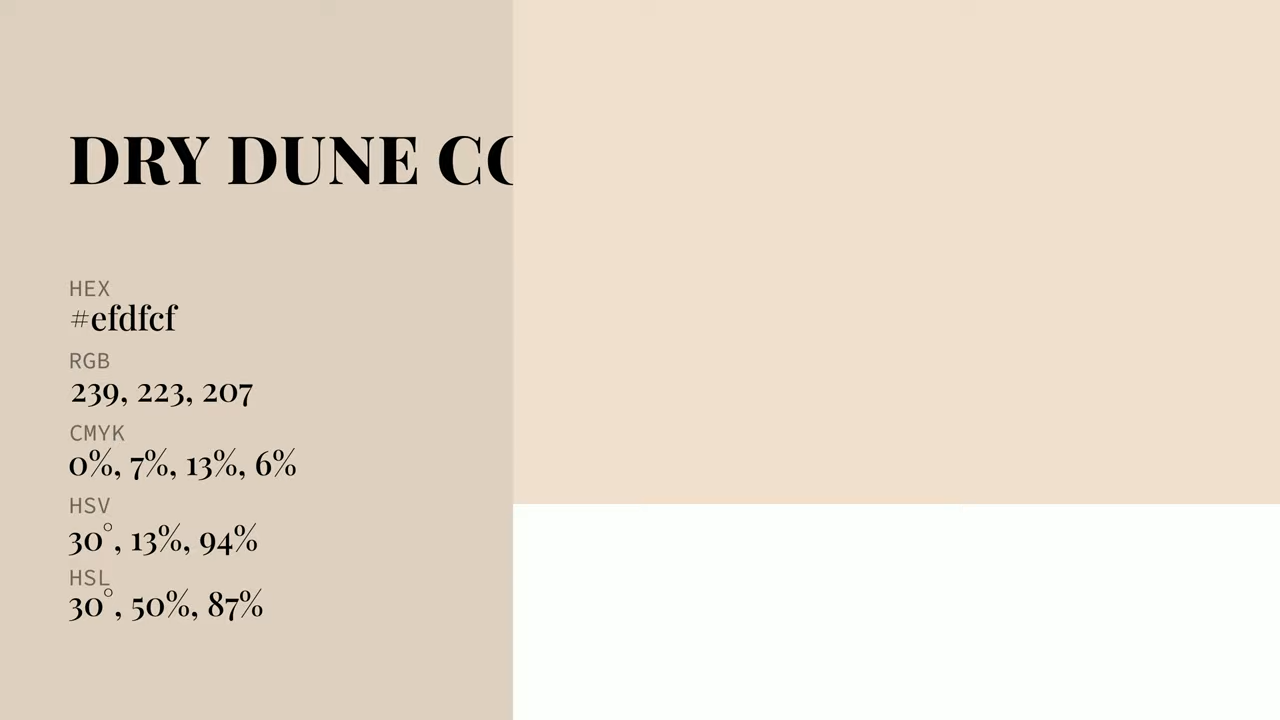 DRY DUNE
HEX
#efdfcf
RGB
239, 223, 207
CMYK
0%, 7%, 13%, 6%
HSV
30°, 13%, 94%
HSL
30°, 50%, 87%